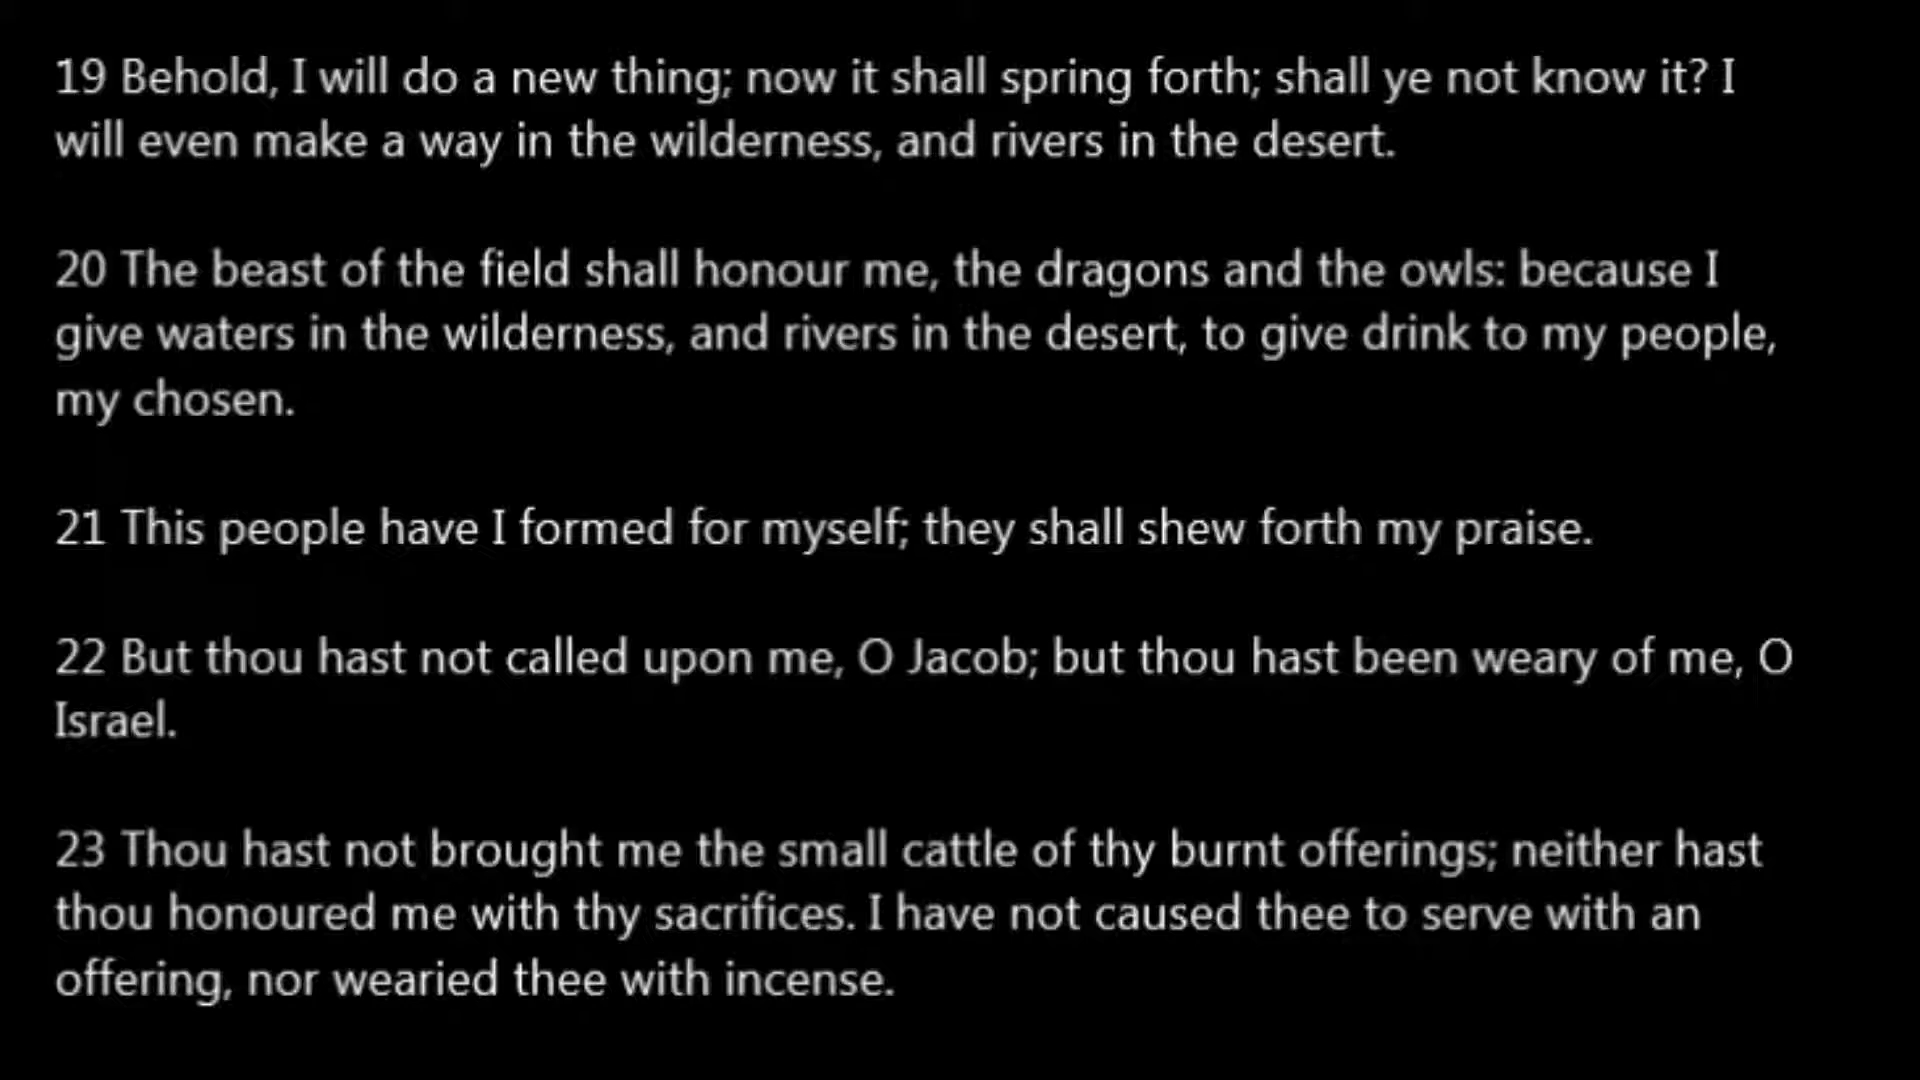 19 Behold, I will do a new thing; now it shall spring forth; shall ye not know it? I
will even make a way in the wilderness, and rivers in the desert.
20 The beast of the field shall honour me, the dragons and the owls: because I
give waters in the wilderness, and rivers in the desert, to give drink to my people,
my chosen.
21 This people have I formed for myself; they shall shew forth my praise.
22 But thou hast not called upon me, O Jacob; but thou hast been weary of me, O
Israel.
23 Thou hast not brought me the small cattle of thy burnt offerings; neither hast
thou honoured me with thy sacrifices. I have not caused thee to serve with an
offering, nor wearied thee with incense.